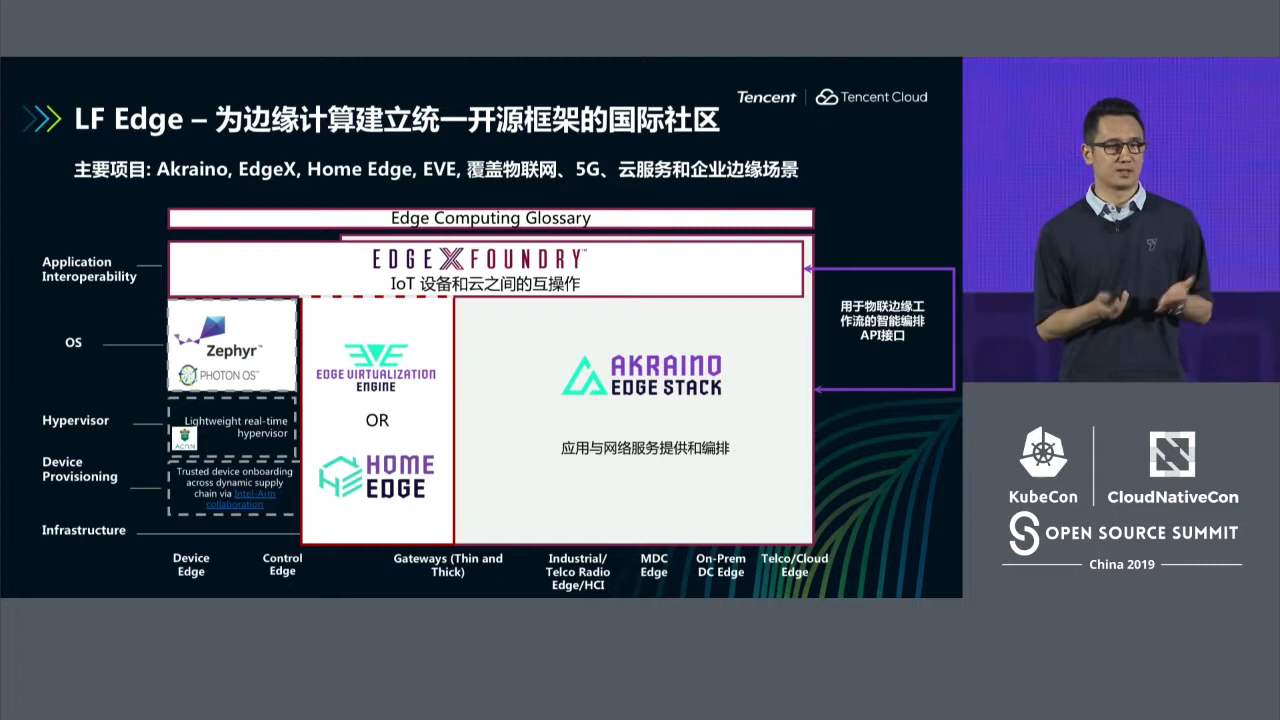 Tencent
Tencent Cloud
LF Edge – 为边缘计算建立统一开源框架的国际社区
主要项目: Akraino, EdgeX, Home Edge, EVE, 覆盖物联网、5G、云服务和企业边缘场景
Edge Computing Glossary
Application
Interoperability
EDGE X FOUNDRY™
IoT 设备和云之间的互操作
OS
Zephyr™
PHOTON OS™
EDGE VIRTUALIZATION
ENGINE
OR
HOME
EDGE
AKRAINO
EDGE STACK
应用与网络服务提供和编排
用于物联边缘工
作流的智能编排
API接口
Hypervisor
Lightweight real-time
hypervisor
ACRN
Device
Provisioning
Trusted device onboarding
across dynamic supply
chain via Intel-Arm
collaboration
Infrastructure
Device
Edge
Control
Edge
Gateways (Thin and
Thick)
Industrial/
Telco Radio
Edge/HCI
MDC
Edge
On-Prem
DC Edge
Telco/Cloud
Edge
KubeCon
CloudNativeCon
OPEN SOURCE SUMMIT
China 2019